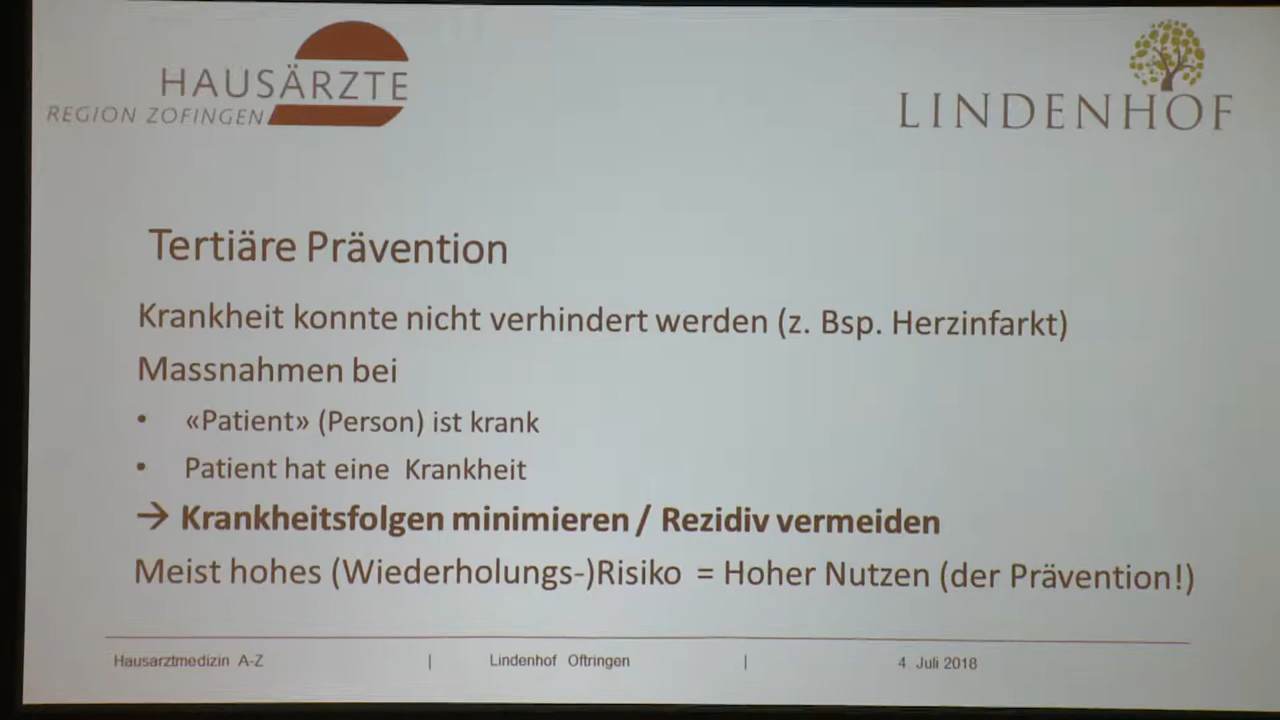 HAUSÄRZTE
REGION ZOFINGEN
LINDENHOF
Tertiäre Prävention
Krankheit konnte nicht verhindert werden (z. Bsp. Herzinfarkt)
Massnahmen bei
• «Patient» (Person) ist krank
• Patient hat eine Krankheit
→ Krankheitsfolgen minimieren / Rezidiv vermeiden
Meist hohes (Wiederholungs-)Risiko = Hoher Nutzen (der Prävention!)
Hausarztmedizin A-Z | Lindenhof Oftringen | 4. Juli 2018